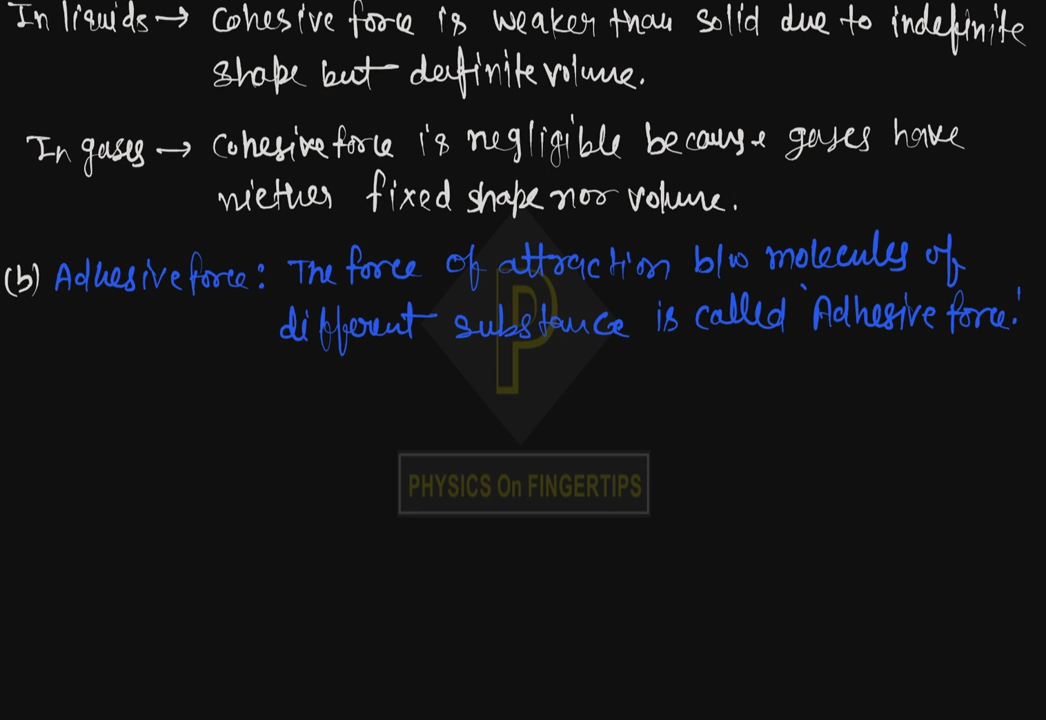 In liquids → Cohesive force is weaker than solid due to indefinite
shape but definite volume.
In gases → Cohesive force is negligible because gases have
niether fixed shape nor volume.
(b) Adhesive force: The force of attraction b/w molecules of
different substance is called 'Adhesive force.'
P
PHYSICS On FINGERTIPS